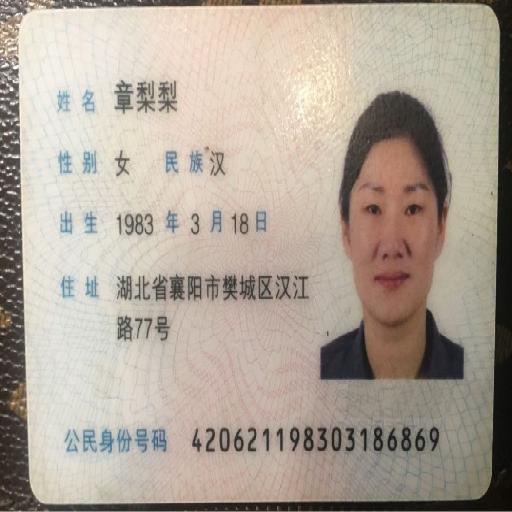 姓名 章梨梨
性别 女 民族 汉
出生 1983 年 3 月 18 日
住址 湖北省襄阳市樊城区汉江
路77号
公民身份号码 420621198303186869